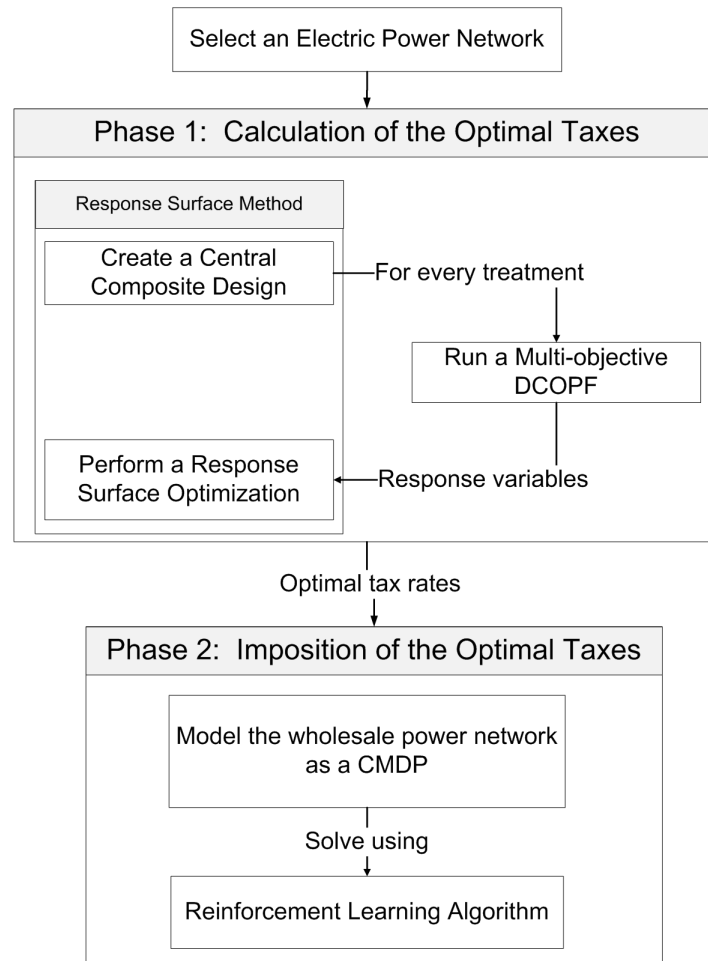 Select an Electric Power Network
Phase 1:  Calculation of the Optimal Taxes
Response Surface Method
Create a Central
Composite Design
For every treatment
Run a Multi-objective
DCOPF
Perform a Response
Surface Optimization
Response variables
Optimal tax rates
Phase 2:  Imposition of the Optimal Taxes
Model the wholesale power network
as a CMDP
Solve using
Reinforcement Learning Algorithm